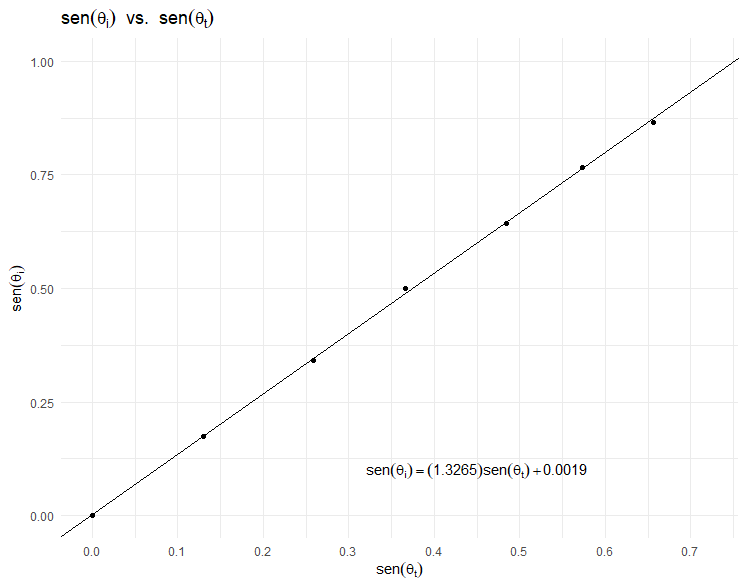 sen(θi) vs. sen(θt)
1.00
0.75
0.50
0.25
0.00
sen(θi)
sen(θi)=(1.3265)sen(θt)+0.0019
0.0 0.1 0.2 0.3 0.4 0.5 0.6 0.7
sen(θt)